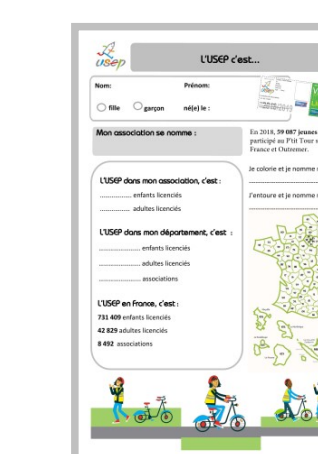 usep
L'USEP c'est...
Nom:
Prénom:
fille
garçon
né(e) le :
Mon association se nomme :
En 2018, 59 087 jeunes
participé au P'tit Tour
France et Outremer.
Je colorie et je nomme
J'entoure et je nomme
L'USEP dans mon association, c'est :
................ enfants licenciés
................ adultes licenciés
L'USEP dans mon département, c'est :
..................... enfants licenciés
..................... adultes licenciés
..................... associations
L'USEP en France, c'est :
731 409 enfants licenciés
42 829 adultes licenciés
8 492 associations